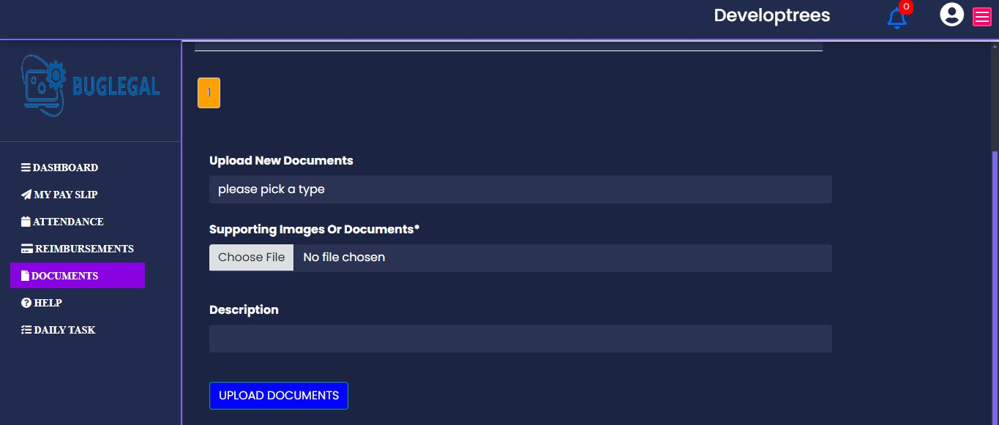 Developtrees
0
BUGLEGAL
1
DASHBOARD
MY PAY SLIP
ATTENDANCE
REIMBURSEMENTS
DOCUMENTS
HELP
DAILY TASK
Upload New Documents
please pick a type
Supporting Images Or Documents*
Choose File No file chosen
Description
UPLOAD DOCUMENTS